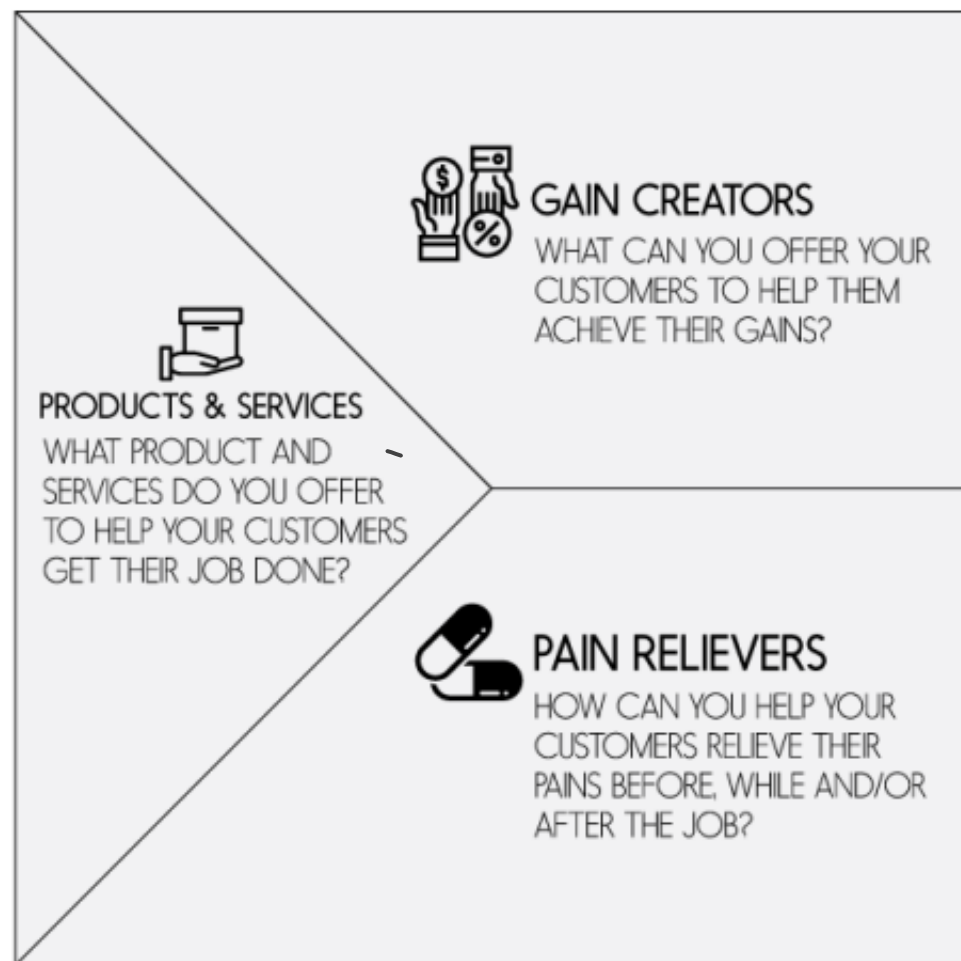 GAIN CREATORS
WHAT CAN YOU OFFER YOUR
CUSTOMERS TO HELP THEM
ACHIEVE THEIR GAINS?
PRODUCTS & SERVICES
WHAT PRODUCT AND
SERVICES DO YOU OFFER
TO HELP YOUR CUSTOMERS
GET THEIR JOB DONE?
PAIN RELIEVERS
HOW CAN YOU HELP YOUR
CUSTOMERS RELIEVE THEIR
PAINS BEFORE, WHILE AND/OR
AFTER THE JOB?